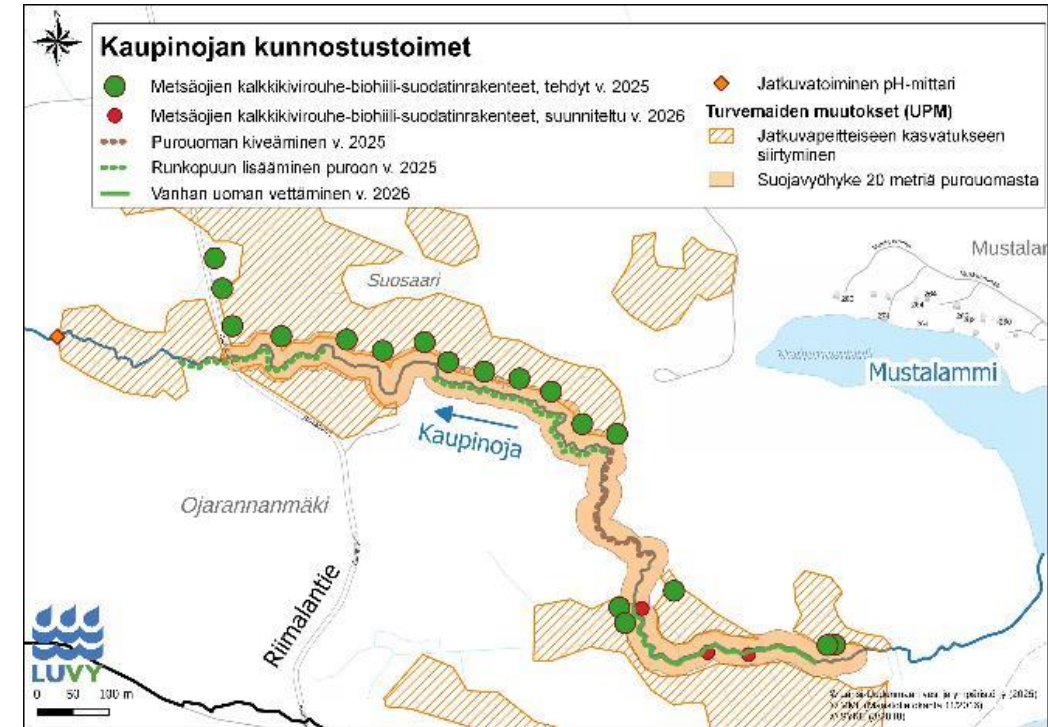 Kaupinojan kunnostustoimet
Metsäojien kalkkikivirouhe-biohiili-suodatinrakenteet, tehdyt v. 2025
Metsäojien kalkkikivirouhe-biohiili-suodatinrakenteet, suunniteltu v. 2026
Purouoman kiveäminen v. 2025
Runkopuun lisääminen puroon v. 2025
Vanhan uoman vettäminen v. 2026
Jatkuvatoiminen pH-mittari
Turvemaiden muutokset (UPM)
Jatkuvapeitteiseen kasvatukseen
siirtyminen
Suojavyöhyke 20 metriä purouomasta
Suosaari
Mustalam
Mustalammi
Kaupinoja
Ojarannanmäki
Riimalantie
LUVY
0 50 100 m